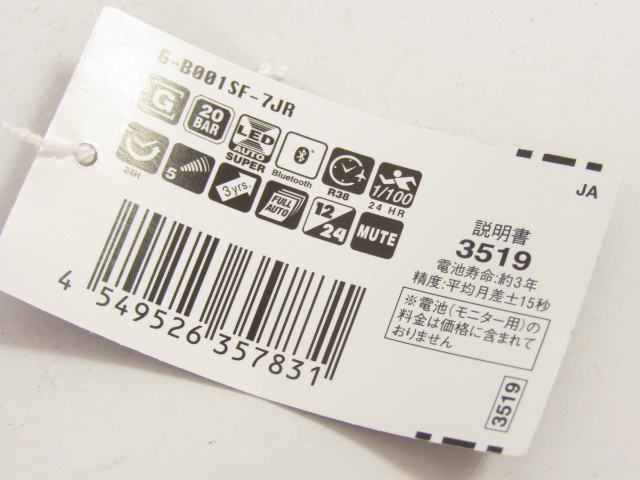 G-B001SF-7JR
G
20
BAR
LED
AUTO
SUPER
Bluetooth
R38
1/100
24 HR
24H
5
3 yrs.
FULL
AUTO
12/24
MUTE
4 549526 357831
JA
説明書
3519
電池寿命:約3年
精度:平均月差±15秒
※電池(モニター用)の
料金は価格に含まれて
おりません
3519